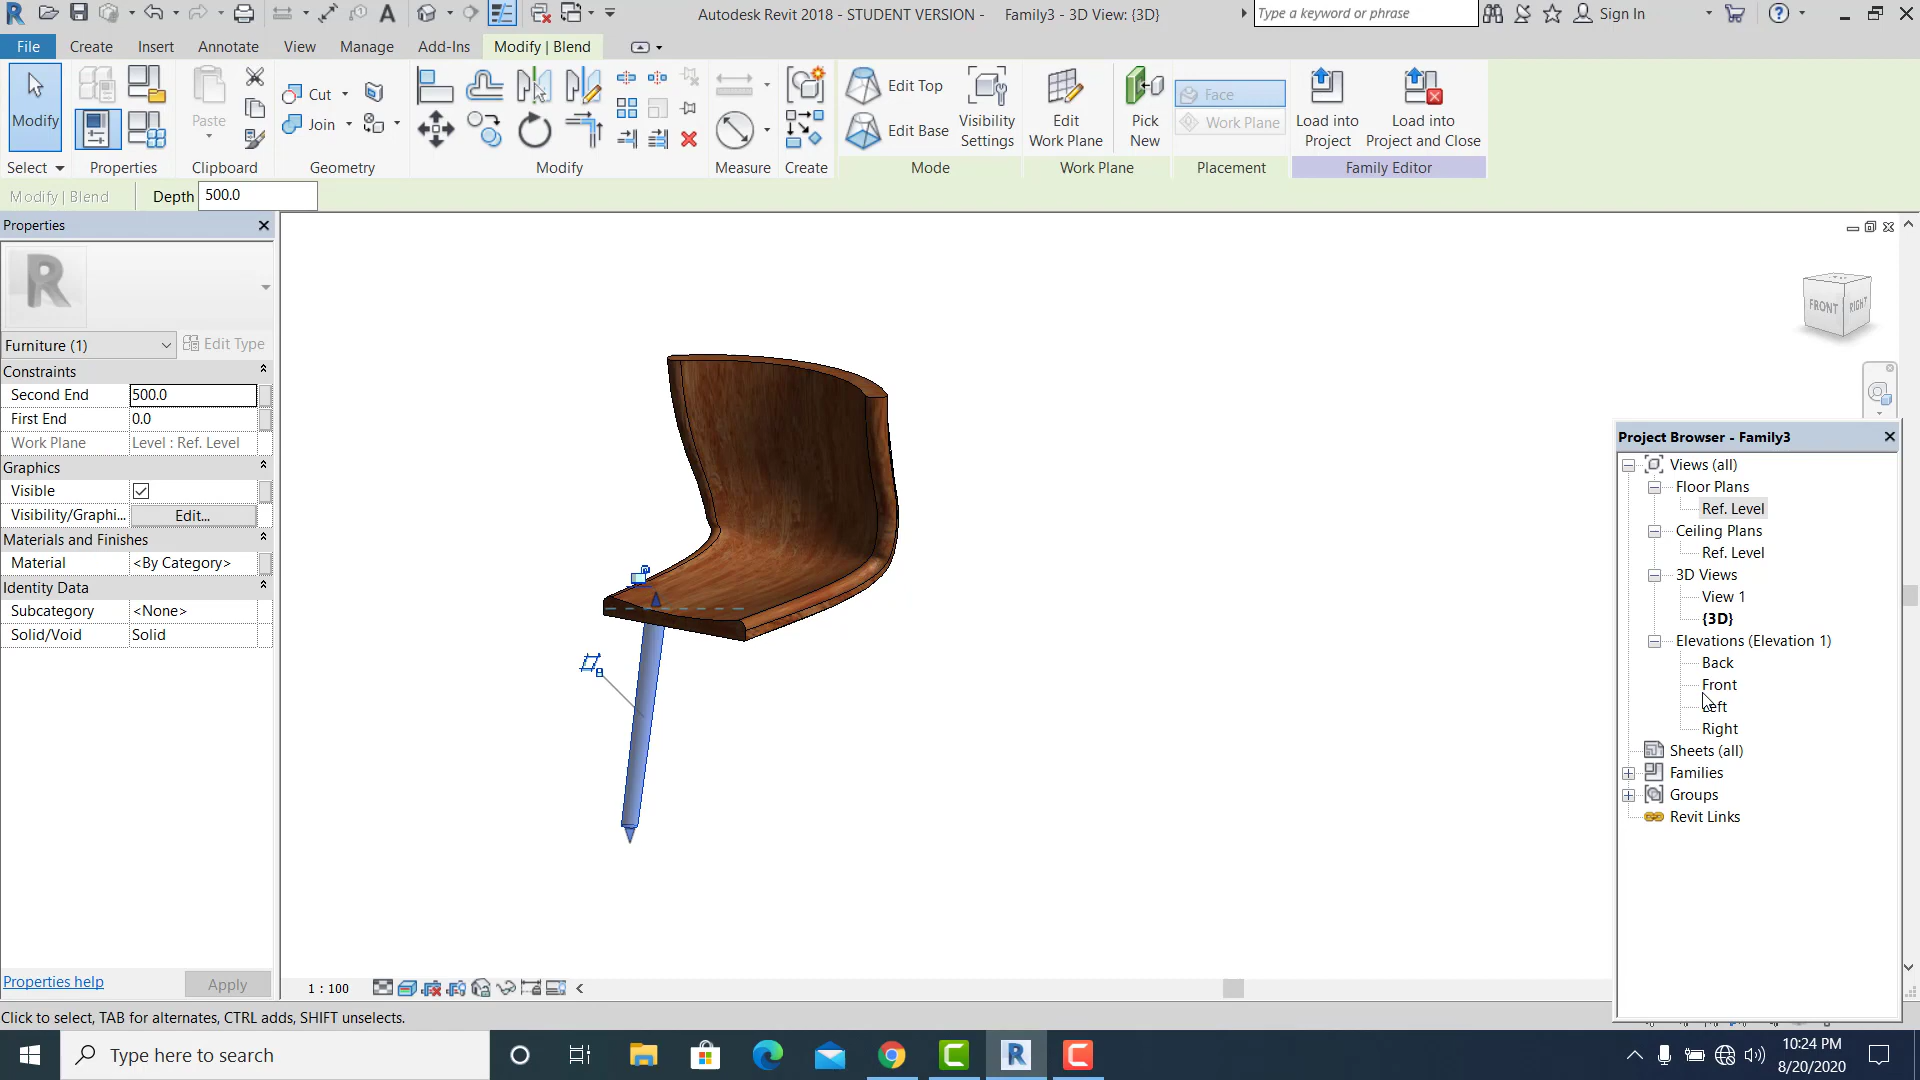 Autodesk Revit 2018 - STUDENT VERSION - Family3 - 3D View: {3D}
Type a keyword or phrase
Sign In
File Create Insert Annotate View Manage Add-Ins Modify | Blend
Modify
Paste
Cut
Join
Edit Top
Edit Base
Visibility
Settings
Edit
Work Plane
Pick
New
Face
Work Plane
Load into
Project
Load into
Project and Close
Select Properties Clipboard Geometry Modify Measure Create Mode Work Plane Placement Family Editor
Modify | Blend Depth 500.0
Properties
Furniture (1) Edit Type
Constraints
Second End 500.0
First End 0.0
Work Plane Level : Ref. Level
Graphics
Visible
Visibility/Graphi... Edit...
Materials and Finishes
Material <By Category>
Identity Data
Subcategory <None>
Solid/Void Solid
Properties help Apply
FRONT RIGHT
Project Browser - Family3
Views (all)
Floor Plans
Ref. Level
Ceiling Plans
Ref. Level
3D Views
View 1
{3D}
Elevations (Elevation 1)
Back
Front
Left
Right
Sheets (all)
Families
Groups
Revit Links
1 : 100
Click to select, TAB for alternates, CTRL adds, SHIFT unselects.
Type here to search
10:24 PM
8/20/2020